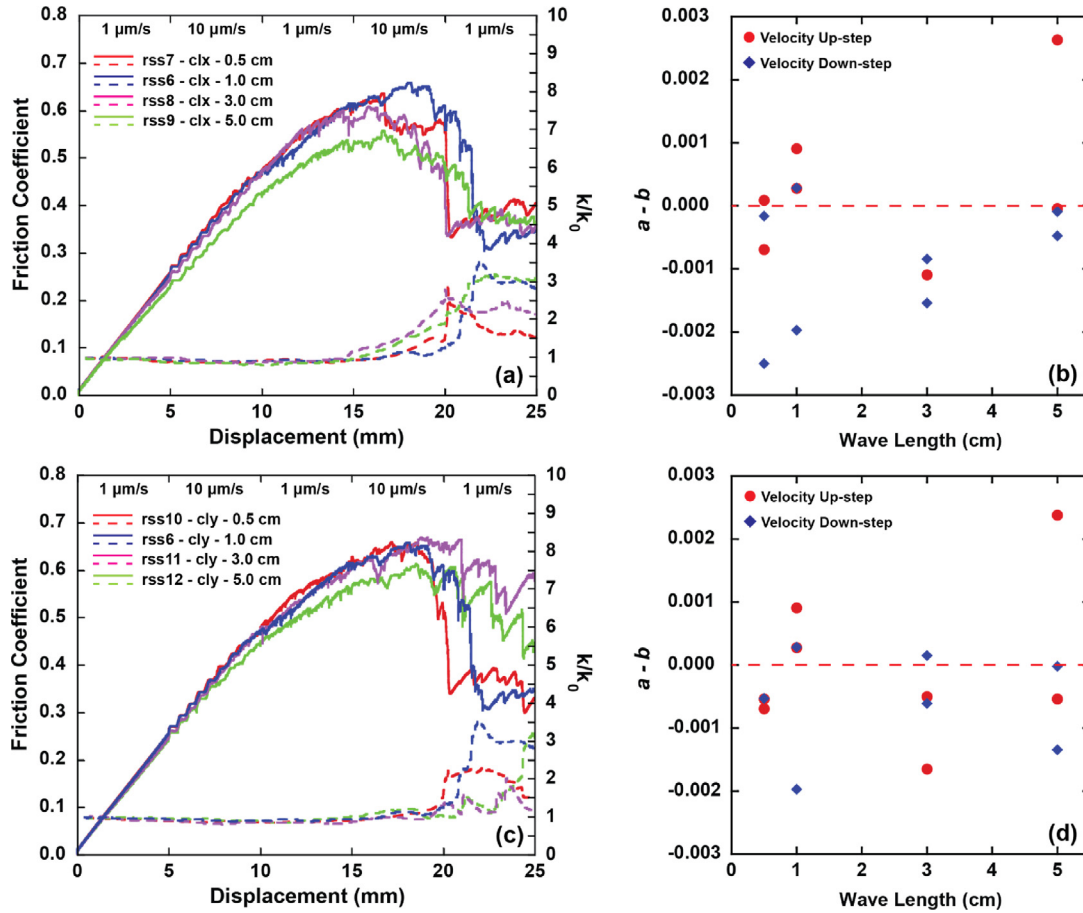 1 μm/s 10 μm/s 1 μm/s 10 μm/s 1 μm/s
rss7 - clx - 0.5 cm
rss6 - clx - 1.0 cm
rss8 - clx - 3.0 cm
rss9 - clx - 5.0 cm
0.8
0.7
0.6
0.5
0.4
0.3
0.2
0.1
0.0
Friction Coefficient
10
9
8
7
6
5
4
3
2
1
0
k/k0
(a)
0 5 10 15 20 25
Displacement (mm)
Velocity Up-step
Velocity Down-step
0.003
0.002
0.001
0.000
-0.001
-0.002
-0.003
a - b
(b)
0 1 2 3 4 5
Wave Length (cm)
1 μm/s 10 μm/s 1 μm/s 10 μm/s 1 μm/s
rss10 - cly - 0.5 cm
rss6 - cly - 1.0 cm
rss11 - cly - 3.0 cm
rss12 - cly - 5.0 cm
0.8
0.7
0.6
0.5
0.4
0.3
0.2
0.1
0.0
Friction Coefficient
10
9
8
7
6
5
4
3
2
1
0
k/k0
(c)
0 5 10 15 20 25
Displacement (mm)
Velocity Up-step
Velocity Down-step
0.003
0.002
0.001
0.000
-0.001
-0.002
-0.003
a - b
(d)
0 1 2 3 4 5
Wave Length (cm)